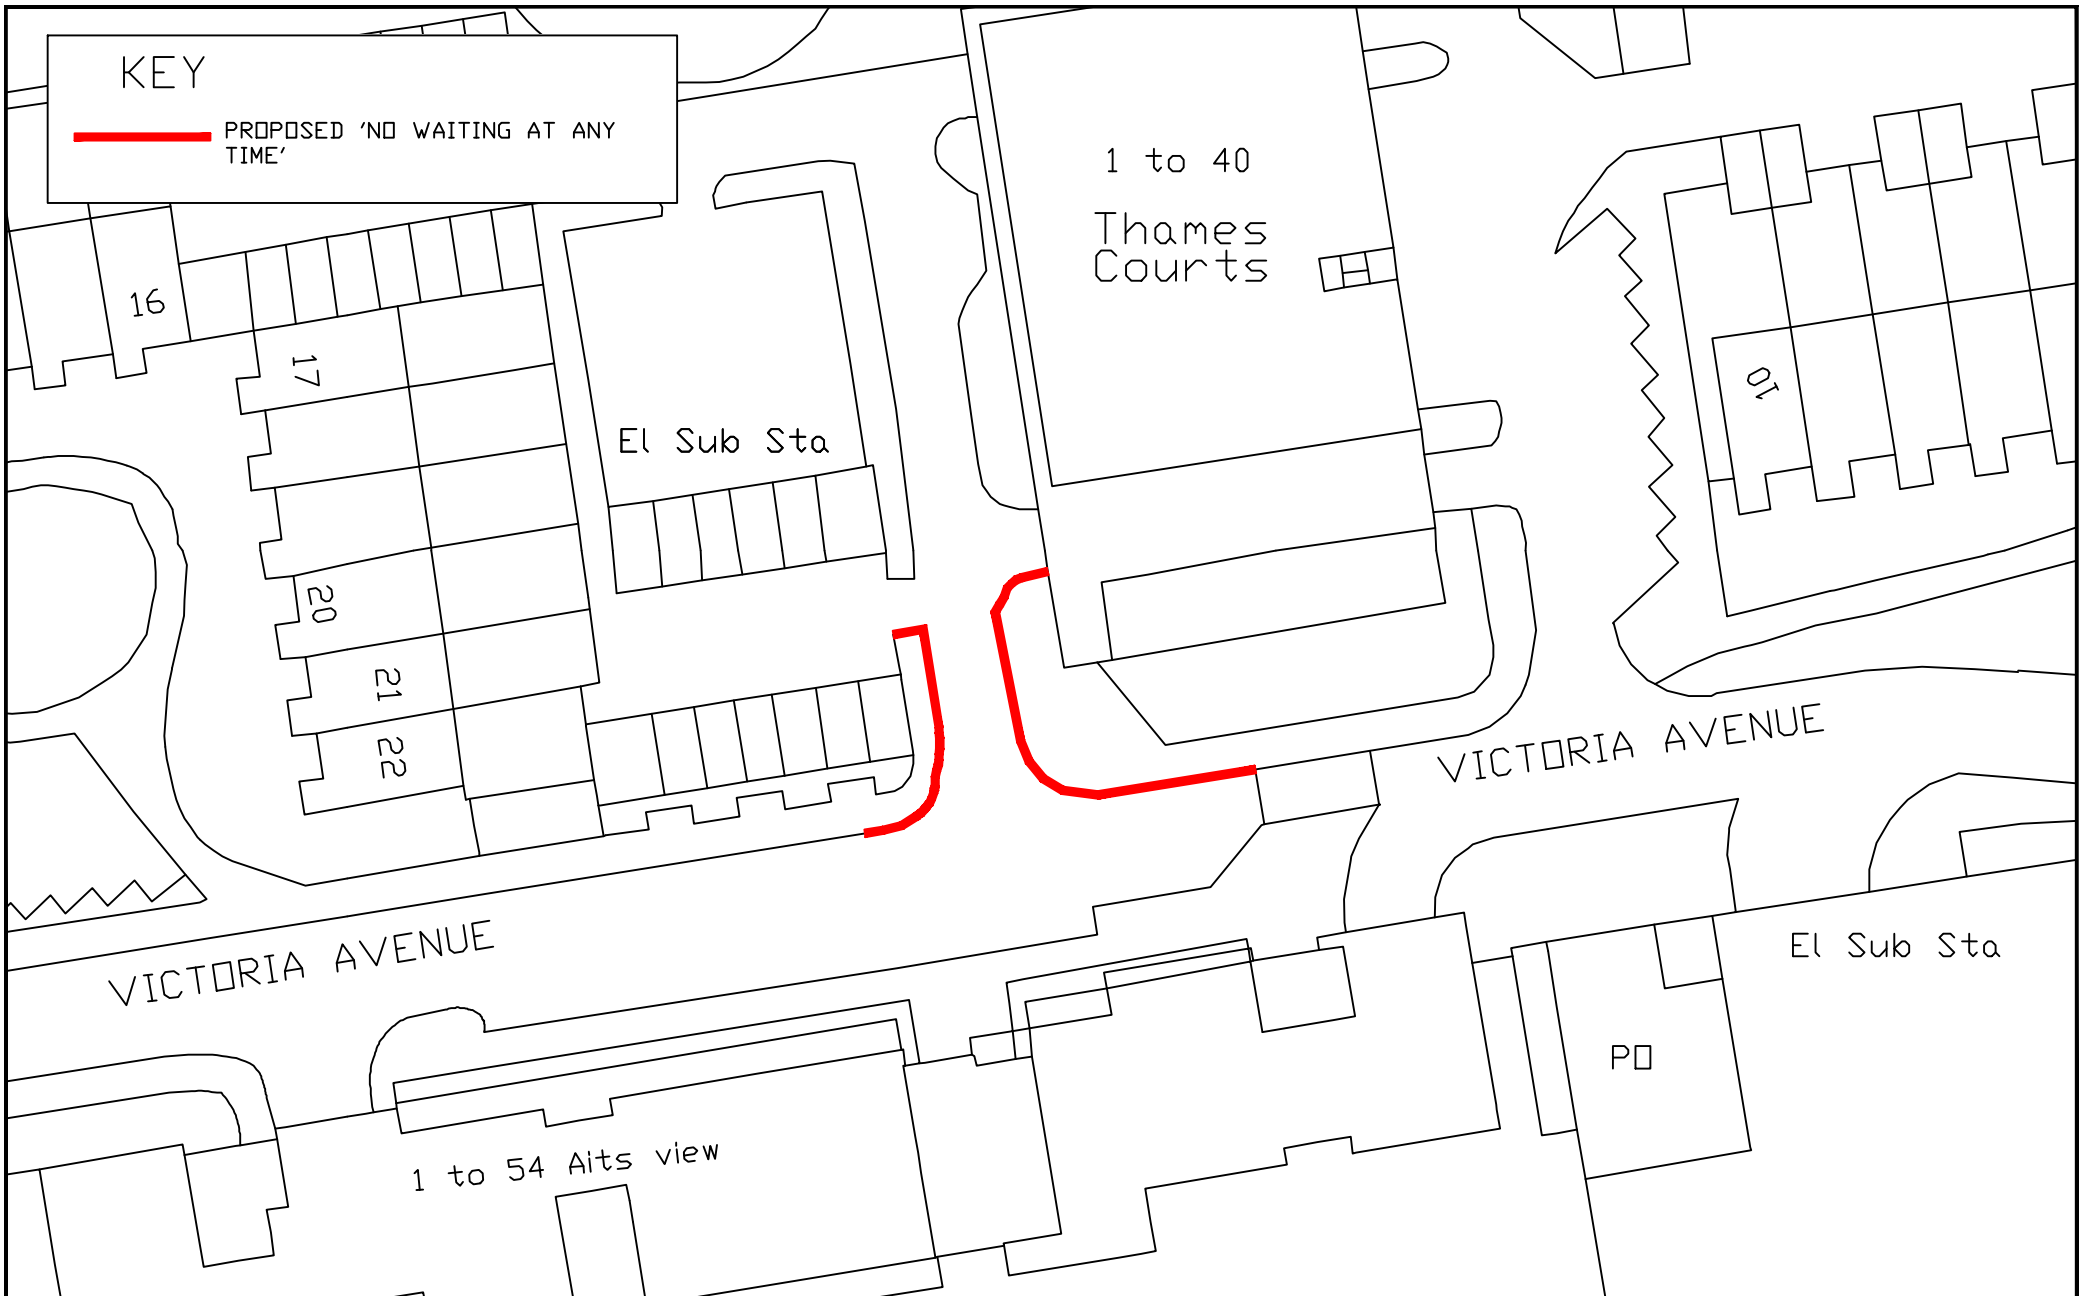 KEY
PROPOSED 'NO WAITING AT ANY
TIME'
1 to 40
Thames
Courts
16
17
El Sub Sta
10
20
21
22
VICTORIA AVENUE
VICTORIA AVENUE
El Sub Sta
PO
1 to 54 Aits view